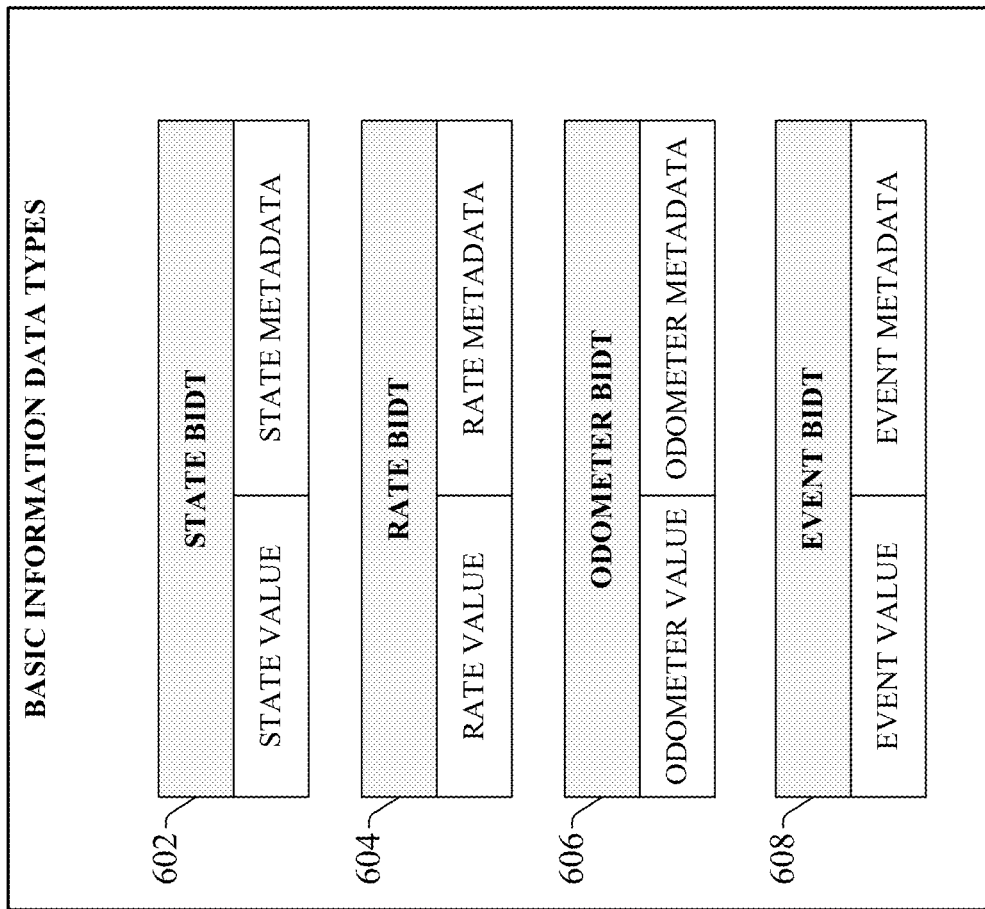 BASIC INFORMATION DATA TYPES
602
STATE BIDT
STATE VALUE STATE METADATA
604
RATE BIDT
RATE VALUE RATE METADATA
606
ODOMETER BIDT
ODOMETER VALUE ODOMETER METADATA
608
EVENT BIDT
EVENT VALUE EVENT METADATA